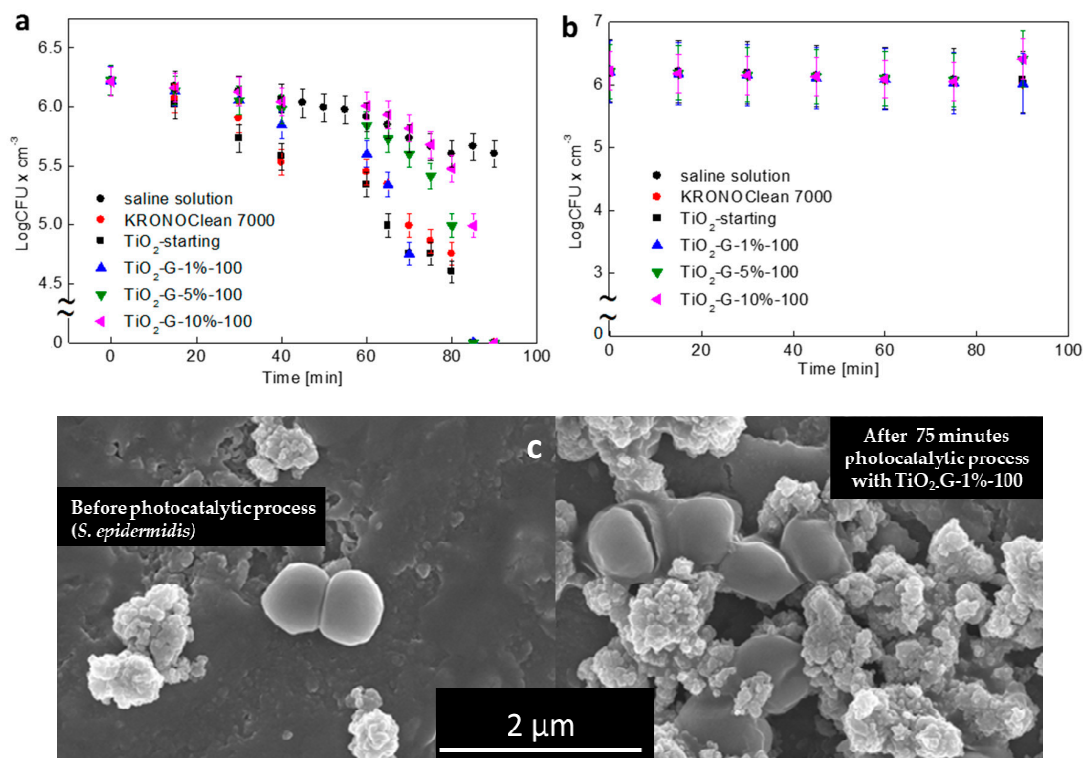 a
6.5
6.0
5.5
5.0
4.5
0
LogCFU x cm⁻³
saline solution
KRONOClean 7000
TiO₂-starting
TiO₂-G-1%-100
TiO₂-G-5%-100
TiO₂-G-10%-100
0 20 40 60 80 100
Time [min]
b
7
6
5
4
3
0
LogCFU x cm⁻³
saline solution
KRONOClean 7000
TiO₂-starting
TiO₂-G-1%-100
TiO₂-G-5%-100
TiO₂-G-10%-100
0 20 40 60 80 100
Time [min]
c
Before photocatalytic process
(S. epidermidis)
After 75 minutes
photocatalytic process
with TiO₂-G-1%-100
2 µm